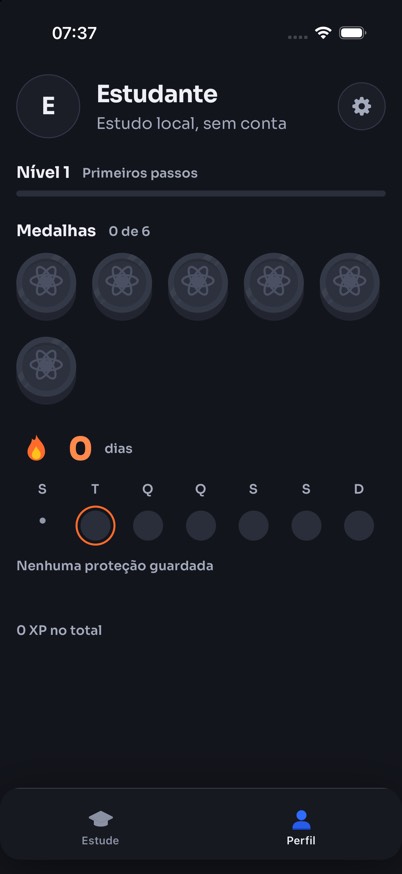 07:37
E
Estudante
Estudo local, sem conta
Nível 1 Primeiros passos
Medalhas 0 de 6
0 dias
S T Q Q S S D
Nenhuma proteção guardada
0 XP no total
Estude
Perfil